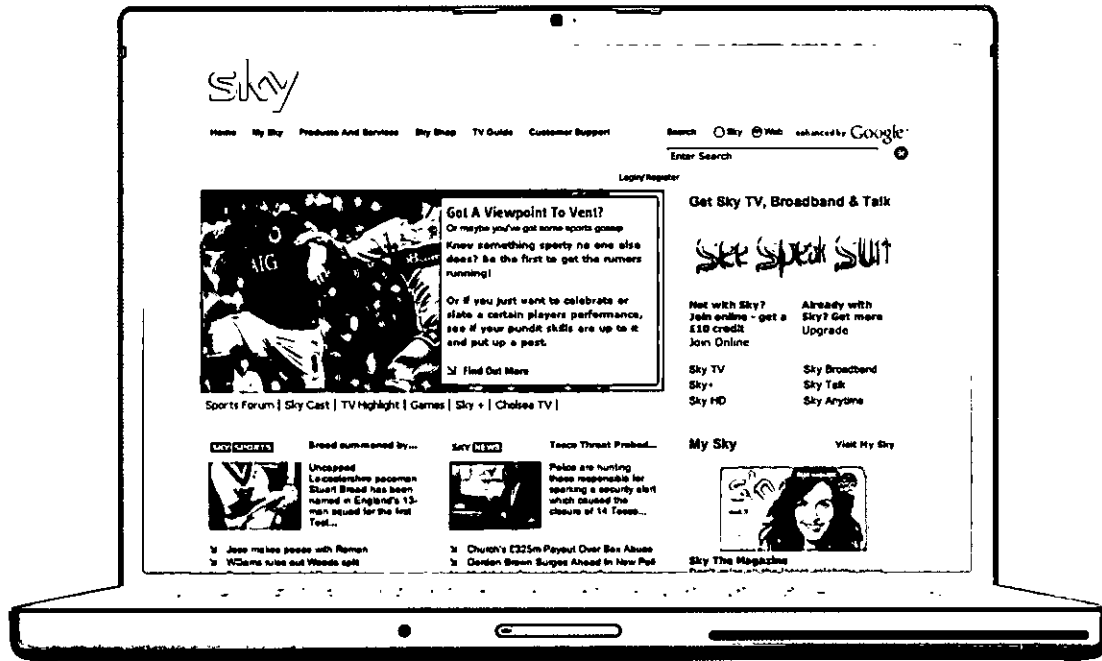 sky
Home My Sky Products And Services Sky Shop TV Guide Customer Support
Search Sky Web enhanced by Google
Enter Search
Login/Register
AIG
Got A Viewpoint To Vent?
Or maybe you've got some sports gossip
Know something sporty no one else
does? be the first to get the rumors
running!
Or if you just want to celebrate or
slate a certain players performance,
see if your pundit skills are up to it
and put up a post.
Find Out More
Sports Forum | Sky Cast | TV Highlight | Games | Sky + | Chelsea TV |
Get Sky TV, Broadband & Talk
See Speak Surf
Not with Sky?
Join online - get a
£10 credit
Join Online
Already with
Sky? Get more
Upgrade
Sky TV
Sky+
Sky HD
Sky Broadband
Sky Talk
Sky Anytime
SKY SPORTS
Broad summoned by...
Uncapped
Leicestershire paceman
Stuart Broad has been
named in England's 13-
man squad for the first
Test...
Jose makes peace with Roman
Williams rules out Woods split
SKY NEWS
Tesco Threat Probed...
Police are hunting
those responsible for
sparking a security alert
which caused the
closure of 14 Tesco...
Church's £325m Payout Over Sex Abuse
Gordon Brown Surges Ahead In New Poll
My Sky
Visit My Sky
Sky The Magazine